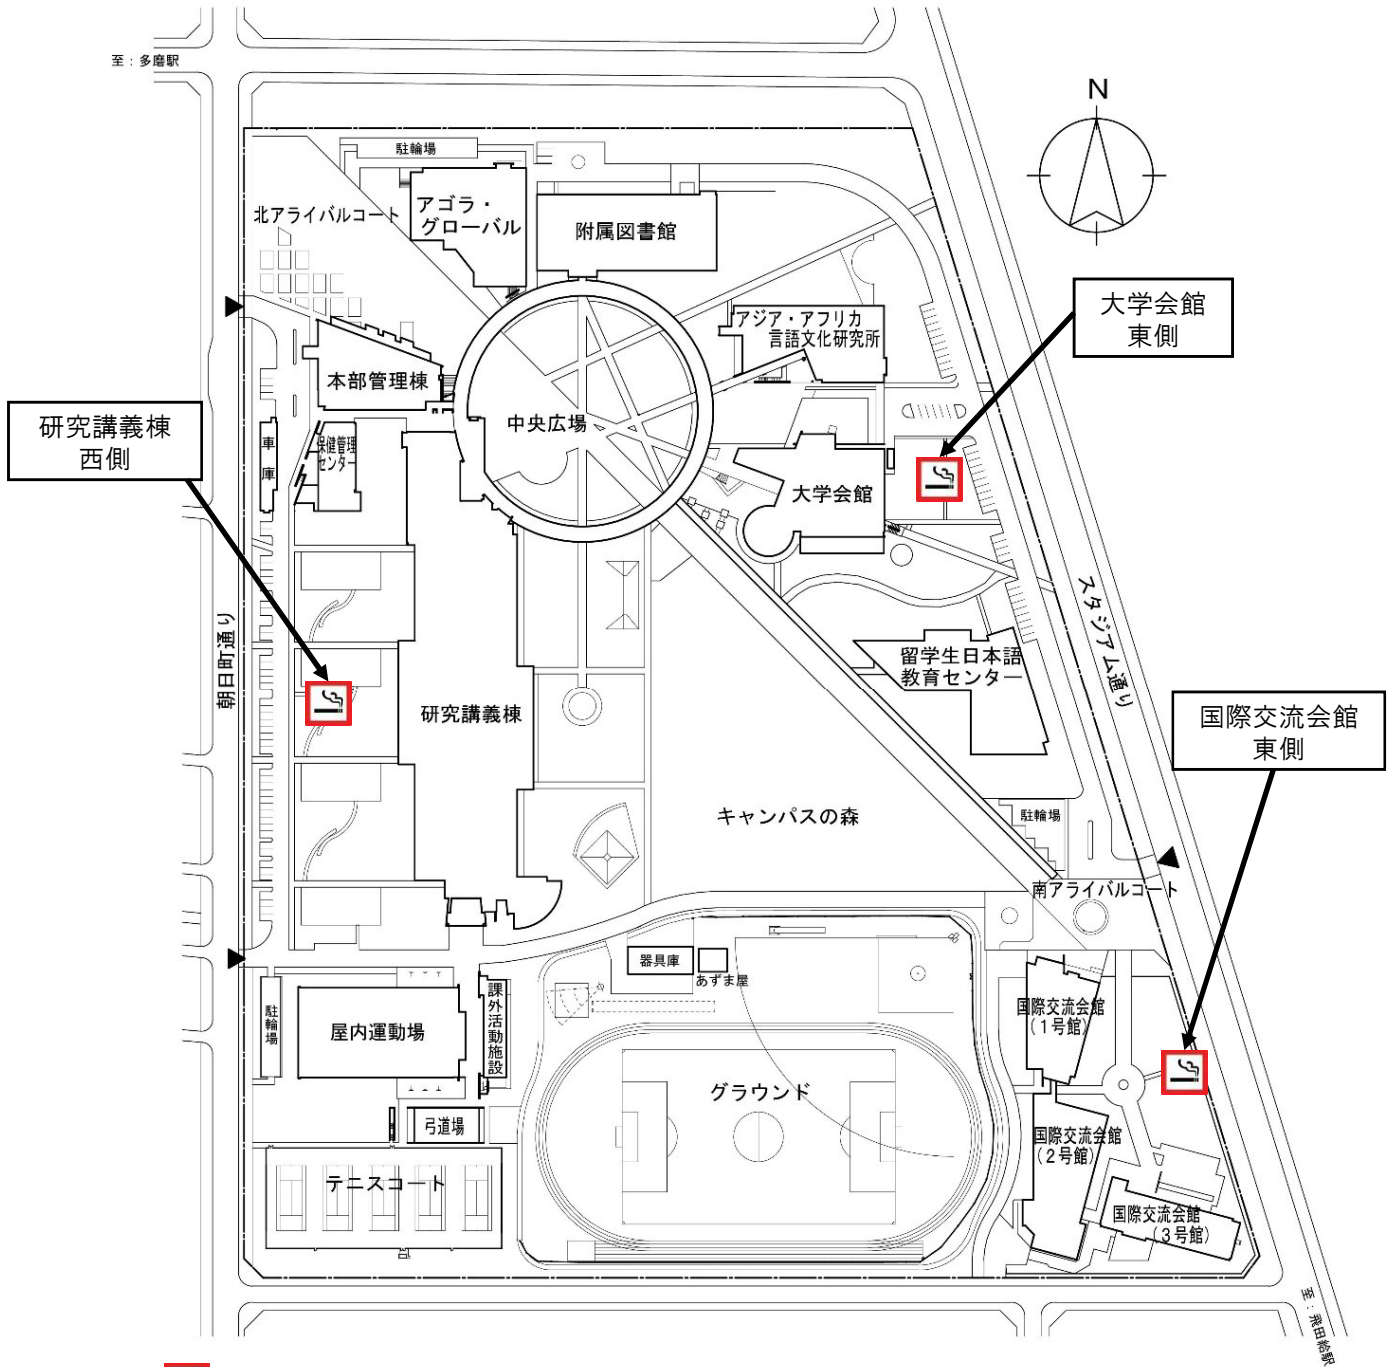 至:多磨駅
N
駐輪場
アゴラ・
グローバル
北アライバルコート
附属図書館
大学会館
東側
アジア・アフリカ
言語文化研究所
本部管理棟
中央広場
研究講義棟
西側
車庫
保健管理
センター
大学会館
朝日町通り
スタジアム通り
留学生日本語
教育センター
研究講義棟
国際交流会館
東側
キャンパスの森
駐輪場
南アライバルコート
器具庫
あずま屋
駐輪場
屋内運動場
課外活動施設
国際交流会館
(1号館)
グラウンド
弓道場
国際交流会館
(2号館)
テニスコート
国際交流会館
(3号館)
至:飛田給駅